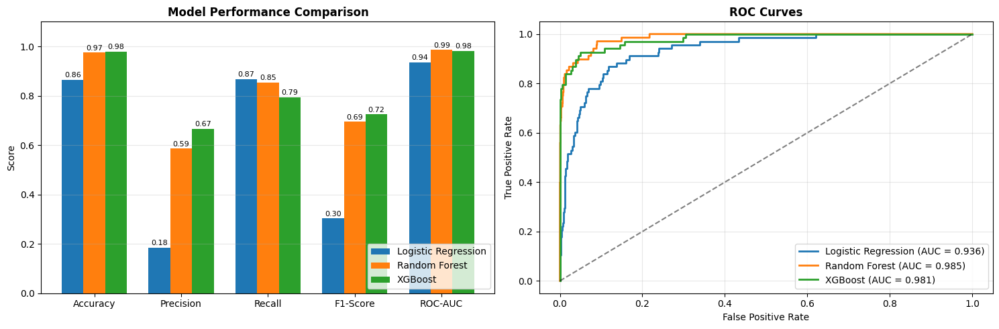 Model Performance Comparison
Score
1.0
0.8
0.6
0.4
0.2
0.0
0.86
0.97
0.98
0.18
0.59
0.67
0.87
0.85
0.79
0.30
0.69
0.72
0.94
0.99
0.98
Logistic Regression
Random Forest
XGBoost
Accuracy
Precision
Recall
F1-Score
ROC-AUC
ROC Curves
True Positive Rate
1.0
0.8
0.6
0.4
0.2
0.0
Logistic Regression (AUC = 0.936)
Random Forest (AUC = 0.985)
XGBoost (AUC = 0.981)
0.0
0.2
0.4
0.6
0.8
1.0
False Positive Rate